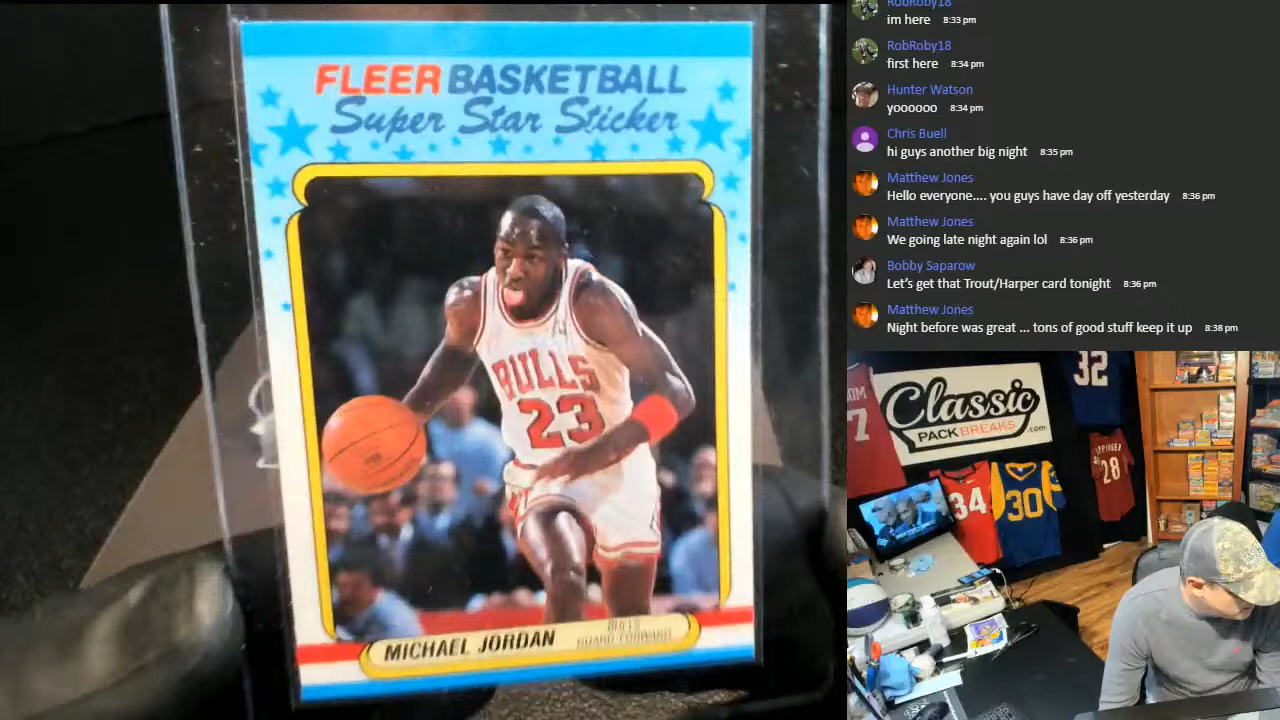 FLEER BASKETBALL
Super Star Sticker
BULLS
23
MICHAEL JORDAN
BULLS
GUARD-FORWARD
RobRoby18
im here 8:33 pm
RobRoby18
first here 8:34 pm
Hunter Watson
yoooooo 8:34 pm
Chris Buell
hi guys another big night 8:35 pm
Matthew Jones
Hello everyone.... you guys have day off yesterday 8:36 pm
Matthew Jones
We going late night again lol 8:36 pm
Bobby Saparow
Let's get that Trout/Harper card tonight 8:36 pm
Matthew Jones
Night before was great ... tons of good stuff keep it up 8:38 pm
32
7
Classic
PACKBREAKS.com
34
30
28